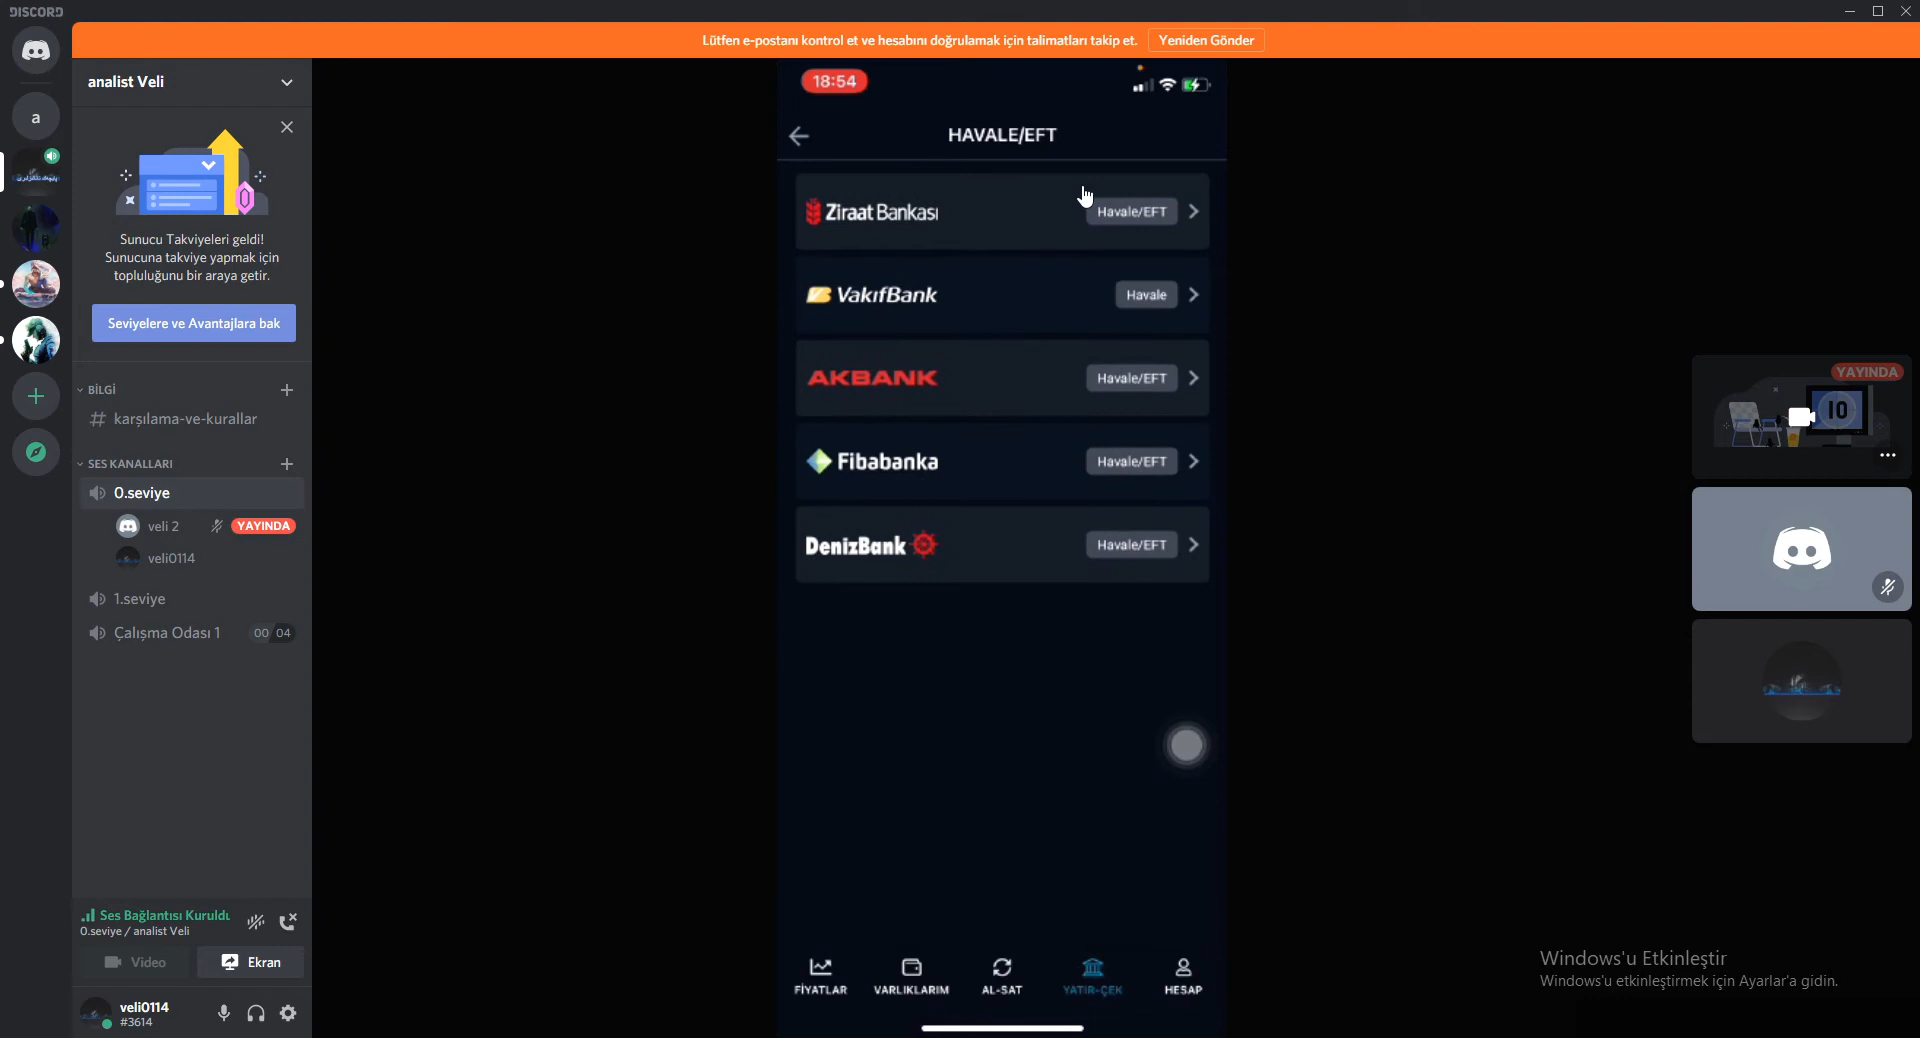 DISCORD
Lütfen e-postanı kontrol et ve hesabını doğrulamak için talimatları takip et.
Yeniden Gönder
analist Veli
a
Sunucu Takviyeleri geldi!
Sunucuna takviye yapmak için
topluluğunu bir araya getir.
Seviyelere ve Avantajlara bak
BİLGİ
karşılama-ve-kurallar
SES KANALLARI
0.seviye
veli 2
YAYINDA
veli0114
1.seviye
Çalışma Odası 1
00 04
Ses Bağlantısı Kuruldu
0.seviye / analist Veli
Video
Ekran
veli0114
#3614
18:54
HAVALE/EFT
Ziraat Bankası
Havale/EFT
VakıfBank
Havale
AKBANK
Havale/EFT
Fibabanka
Havale/EFT
DenizBank
Havale/EFT
FİYATLAR
VARLIKLARIM
AL-SAT
YATIR-ÇEK
HESAP
YAYINDA
10
Windows'u Etkinleştir
Windows'u etkinleştirmek için Ayarlar'a gidin.